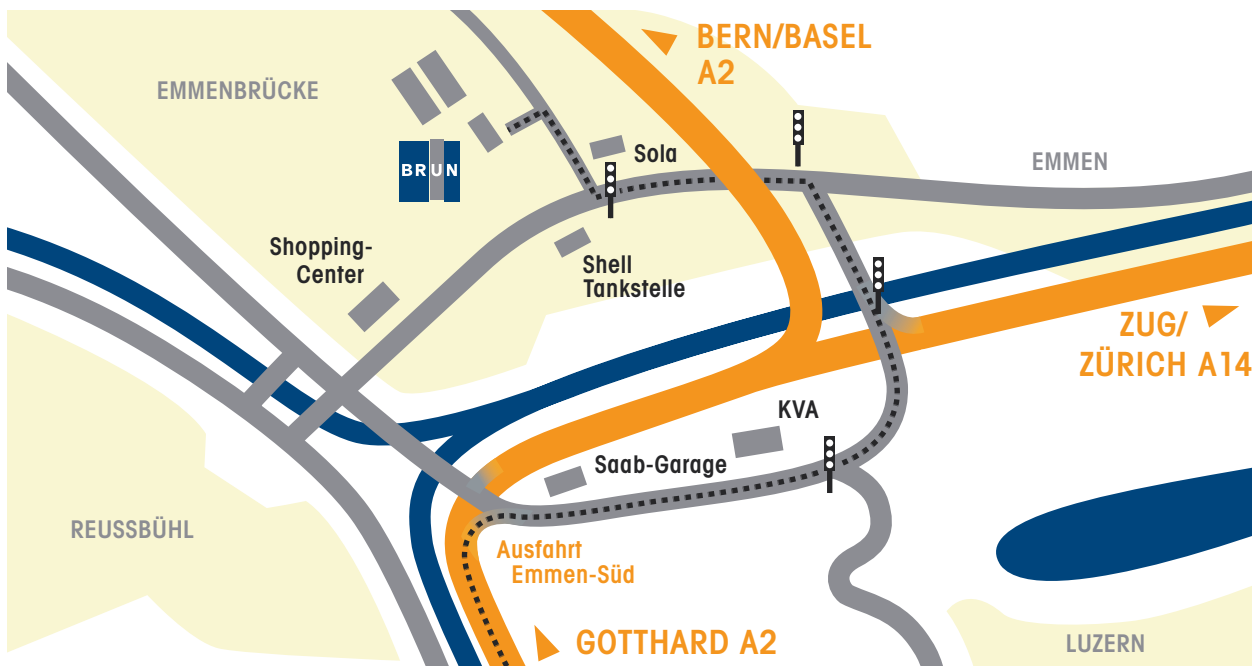 BERN/BASEL
A2
EMMENBRÜCKE
Sola
EMMEN
BRUN
Shopping-
Center
Shell
Tankstelle
ZUG/
ZÜRICH A14
KVA
Saab-Garage
REUSSBÜHL
Ausfahrt
Emmen-Süd
GOTTHARD A2
LUZERN